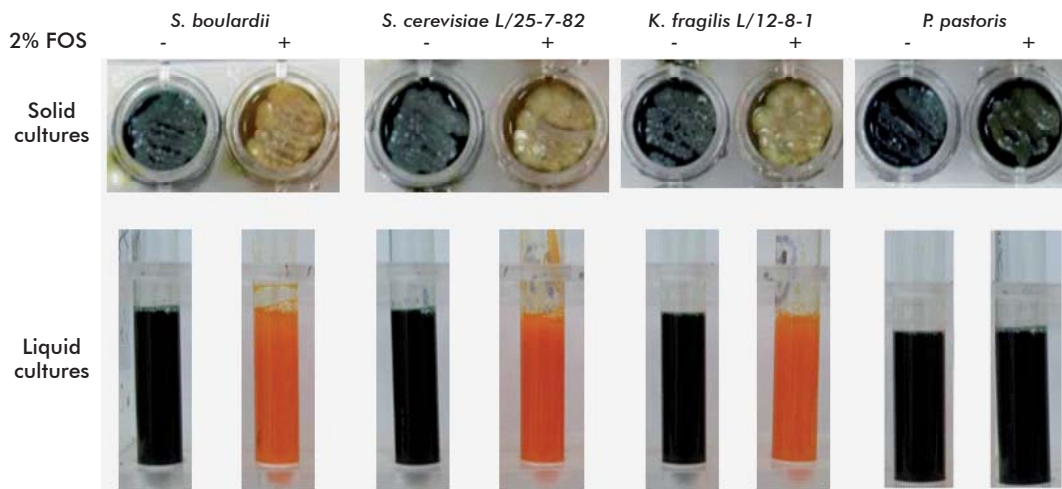 S. boulardii S. cerevisiae L/25-7-82 K. fragilis L/12-8-1 P. pastoris
2% FOS - + - + - + - +
Solid
cultures
Liquid
cultures